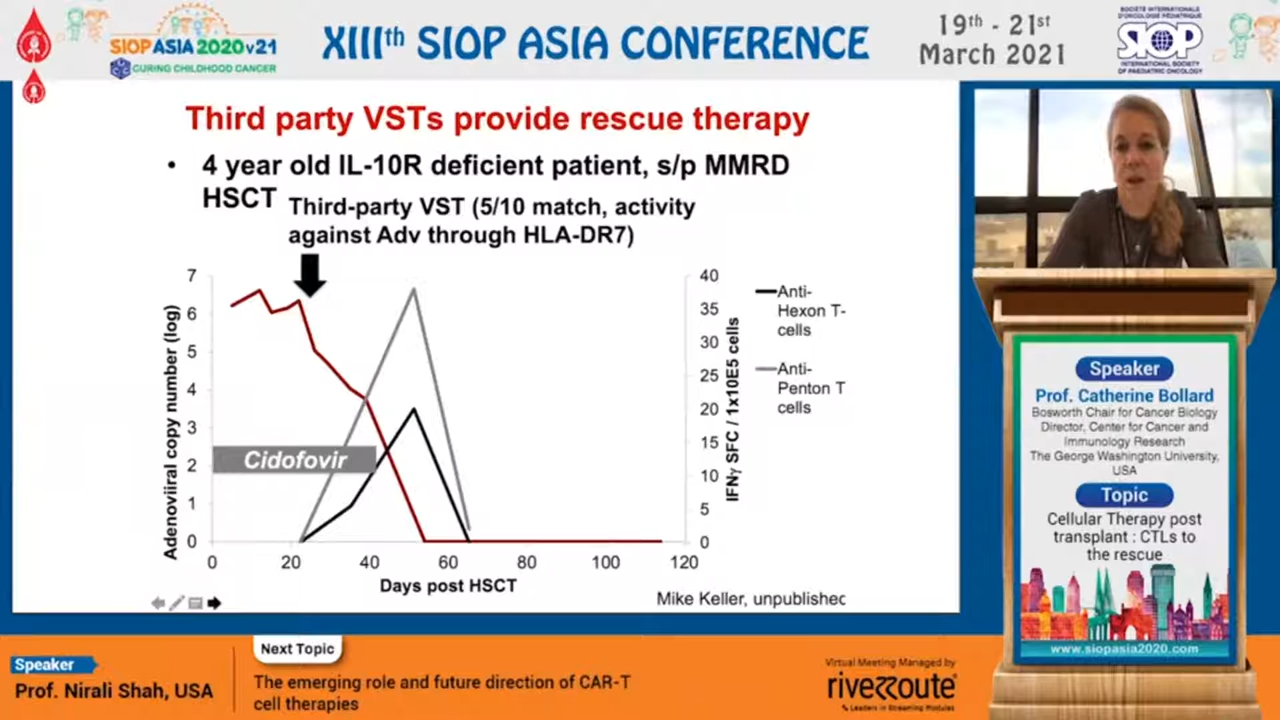 SIOP ASIA 2020 v21
CURING CHILDHOOD CANCER
XIIIth SIOP ASIA CONFERENCE
19th - 21st
March 2021
SOCIÉTÉ INTERNATIONALE
D'ONCOLOGIE PÉDIATRIQUE
SIOP
INTERNATIONAL SOCIETY
OF PAEDIATRIC ONCOLOGY
Third party VSTs provide rescue therapy
• 4 year old IL-10R deficient patient, s/p MMRD
HSCT
Third-party VST (5/10 match, activity
against Adv through HLA-DR7)
Adenoviiral copy number (log)
7
6
5
4
3
2
1
0
Cidofovir
0 20 40 60 80 100 120
Days post HSCT
40
35
30
25
20
15
10
5
0
IFNγ SFC / 1x10E5 cells
Anti-
Hexon T-
cells
Anti-
Penton T
cells
Mike Keller, unpublished
Speaker
Prof. Catherine Bollard
Bosworth Chair for Cancer Biology
Director, Center for Cancer and
Immunology Research
The George Washington University,
USA
Topic
Cellular Therapy post
transplant : CTLs to
the rescue
www.siopasia2020.com
Speaker
Prof. Nirali Shah, USA
Next Topic
The emerging role and future direction of CAR-T
cell therapies
Virtual Meeting Managed by
riverroute
Leaders in Streaming Modules